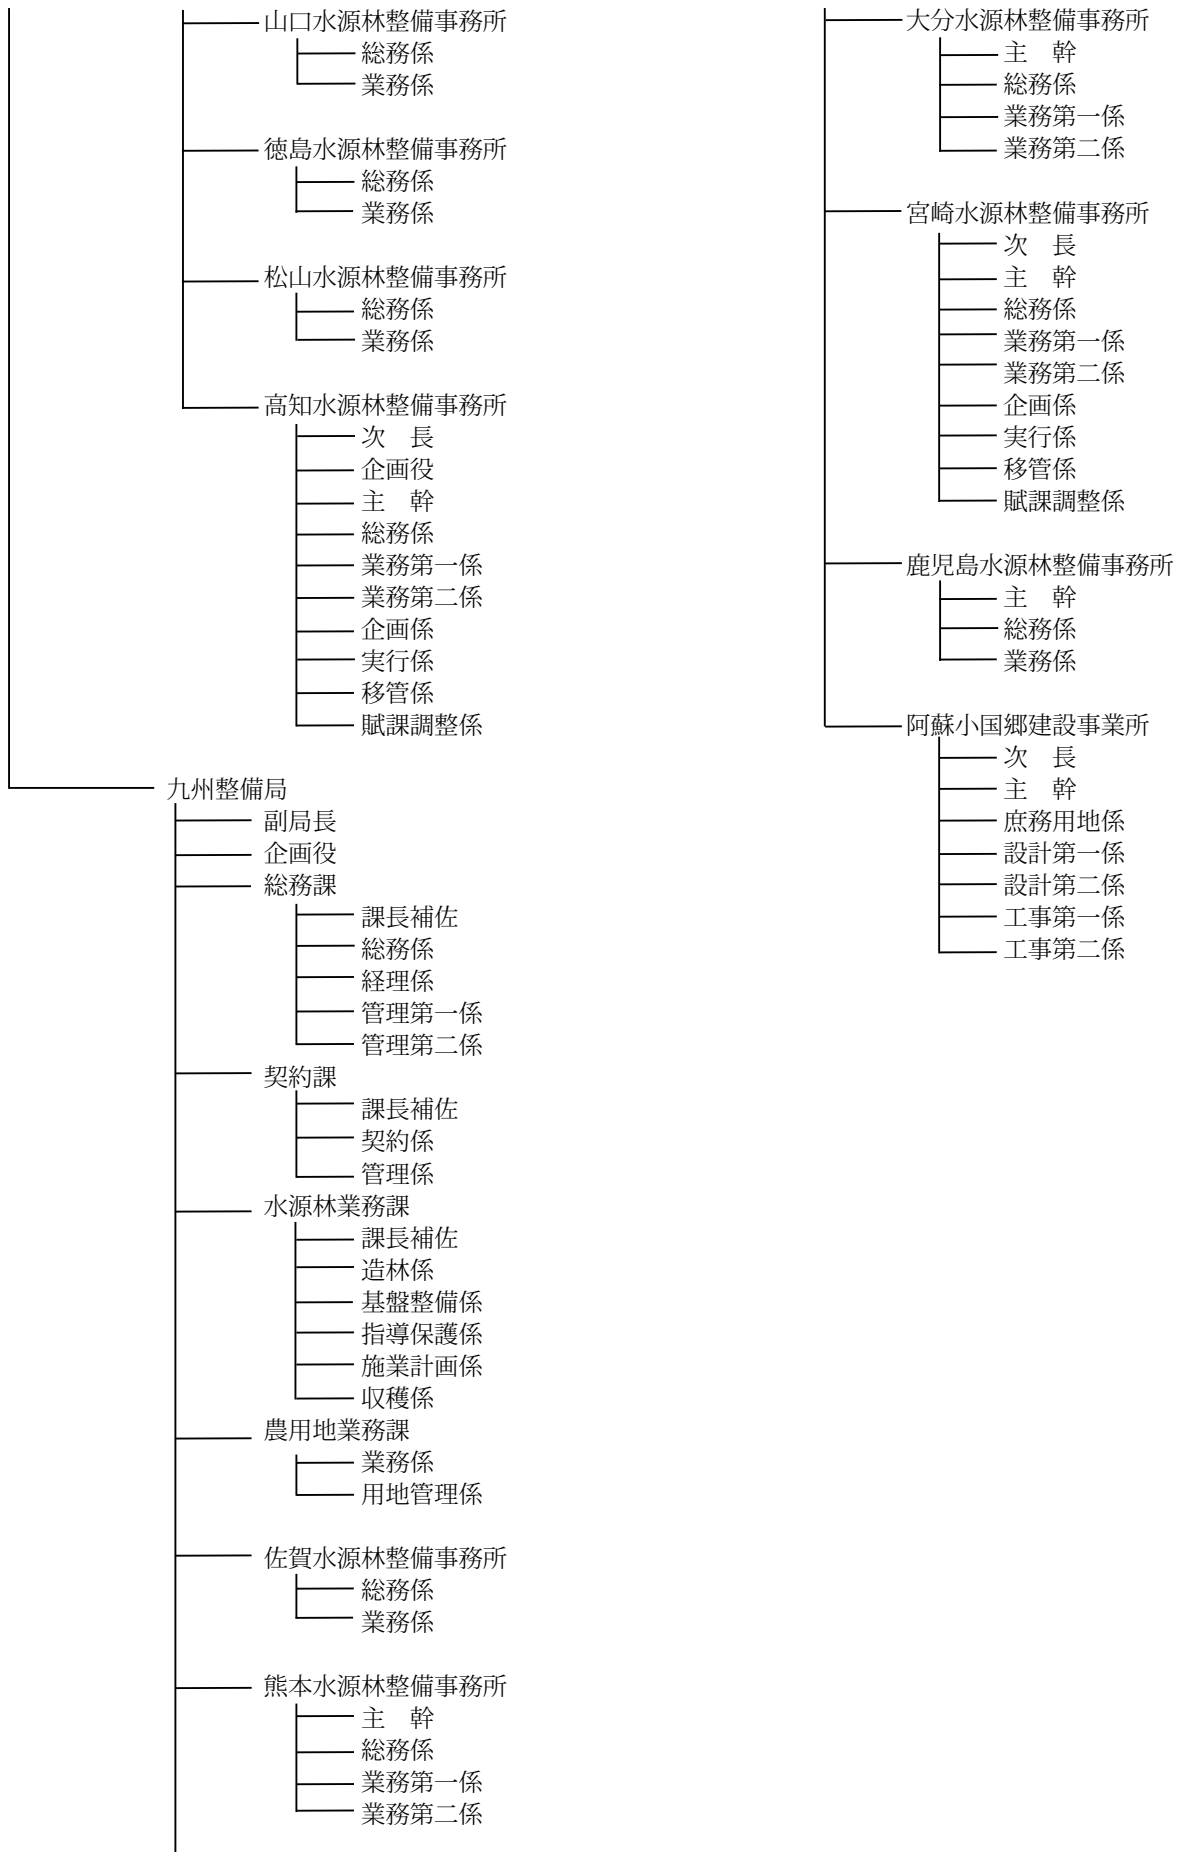 山口水源林整備事務所
総務係
業務係
徳島水源林整備事務所
総務係
業務係
松山水源林整備事務所
総務係
業務係
高知水源林整備事務所
次　長
企画役
主　幹
総務係
業務第一係
業務第二係
企画係
実行係
移管係
賦課調整係
九州整備局
副局長
企画役
総務課
課長補佐
総務係
経理係
管理第一係
管理第二係
契約課
課長補佐
契約係
管理係
水源林業務課
課長補佐
造林係
基盤整備係
指導保護係
施業計画係
収穫係
農用地業務課
業務係
用地管理係
佐賀水源林整備事務所
総務係
業務係
熊本水源林整備事務所
主　幹
総務係
業務第一係
業務第二係
大分水源林整備事務所
主　幹
総務係
業務第一係
業務第二係
宮崎水源林整備事務所
次　長
主　幹
総務係
業務第一係
業務第二係
企画係
実行係
移管係
賦課調整係
鹿児島水源林整備事務所
主　幹
総務係
業務係
阿蘇小国郷建設事業所
次　長
主　幹
庶務用地係
設計第一係
設計第二係
工事第一係
工事第二係